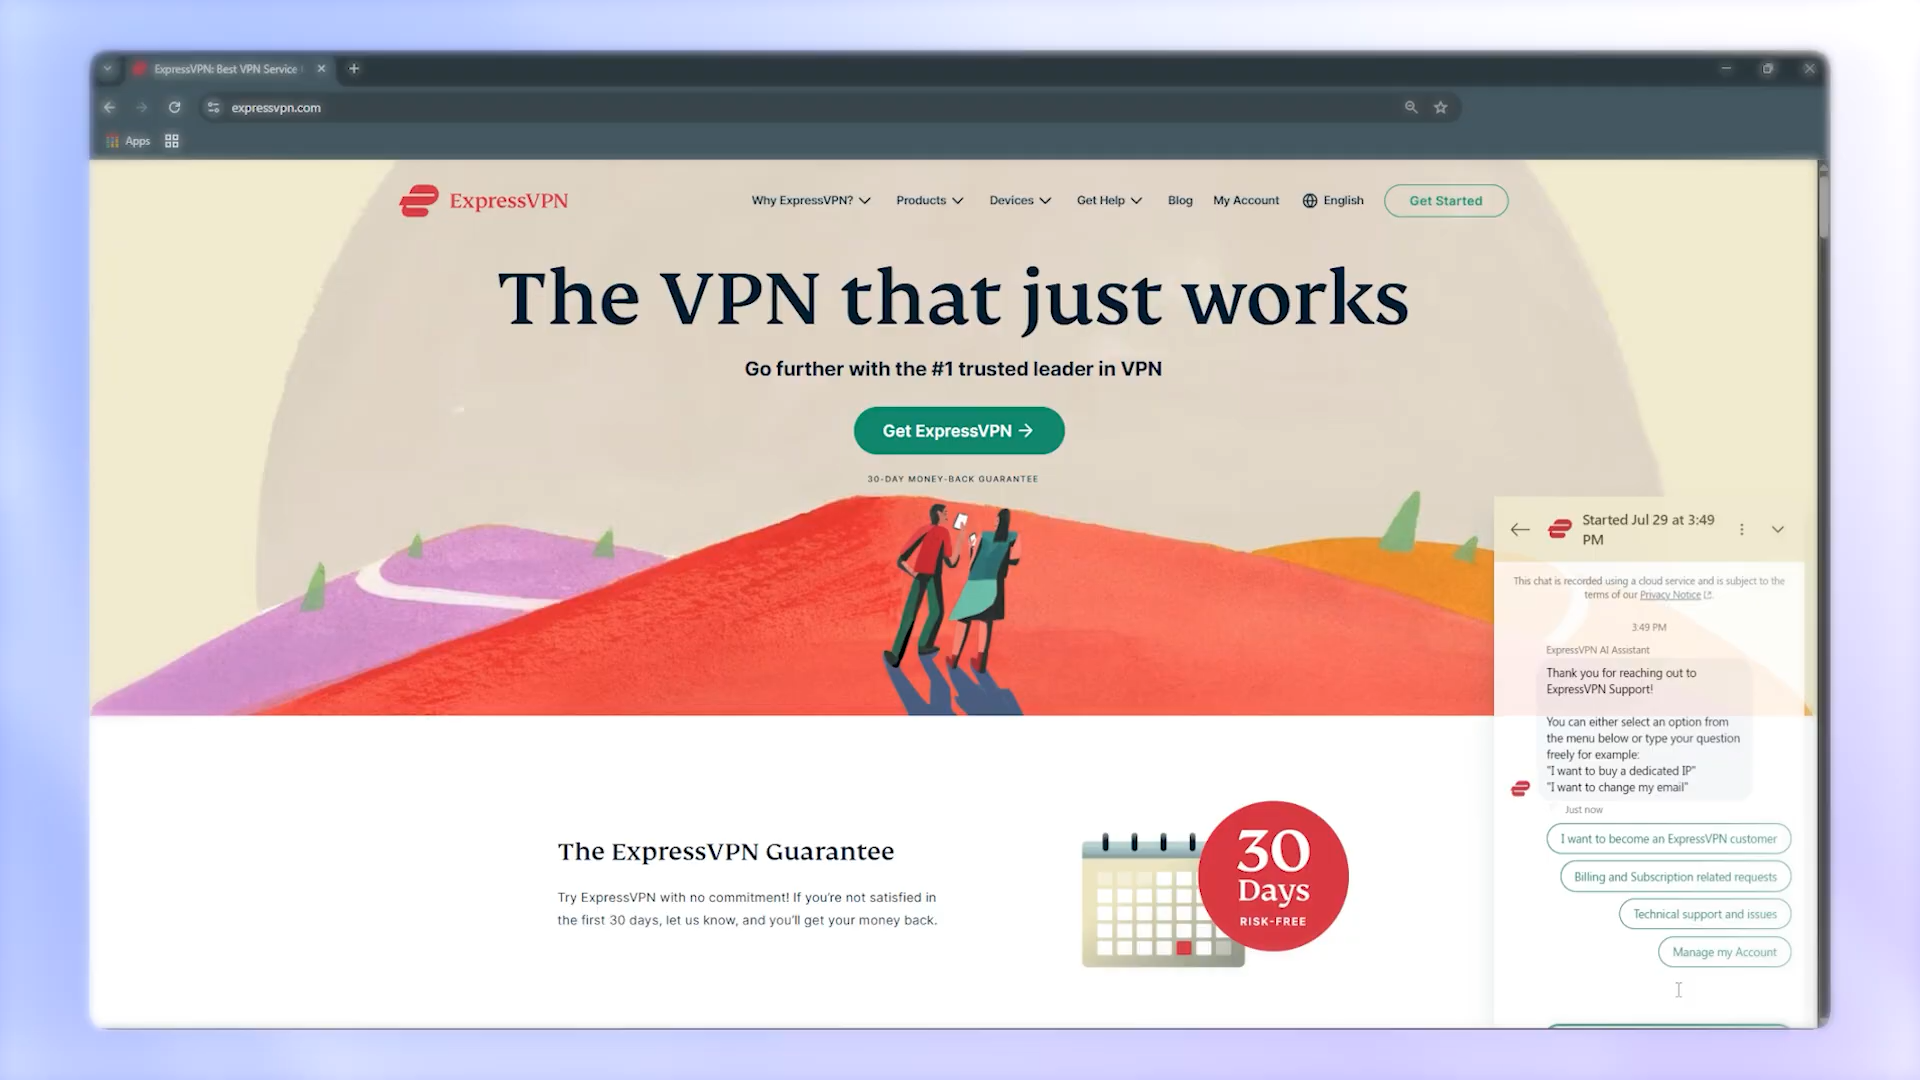 ExpressVPN: Best VPN Service
expressvpn.com
Apps
ExpressVPN
Why ExpressVPN?
Products
Devices
Get Help
Blog
My Account
English
Get Started
The VPN that just works
Go further with the #1 trusted leader in VPN
Get ExpressVPN →
30-DAY MONEY-BACK GUARANTEE
The ExpressVPN Guarantee
Try ExpressVPN with no commitment! If you're not satisfied in
the first 30 days, let us know, and you'll get your money back.
30
Days
RISK-FREE
Started Jul 29 at 3:49
PM
This chat is recorded using a cloud service and is subject to the
terms of our Privacy Notice
3:49 PM
ExpressVPN AI Assistant
Thank you for reaching out to
ExpressVPN Support!
You can either select an option from
the menu below or type your question
freely for example:
"I want to buy a dedicated IP"
"I want to change my email"
Just now
I want to become an ExpressVPN customer
Billing and Subscription related requests
Technical support and issues
Manage my Account